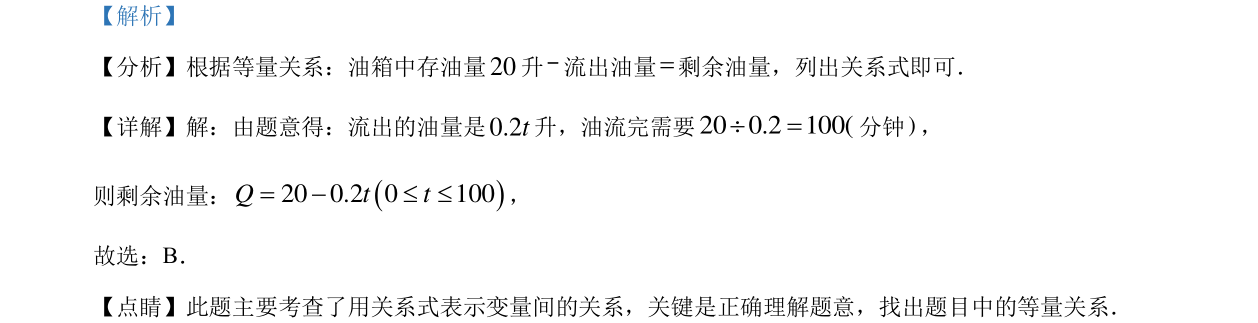 【解析】
【分析】根据等量关系：油箱中存油量20升－流出油量=剩余油量，列出关系式即可．
【详解】解：由题意得：流出的油量是0.2t升，油流完需要20÷0.2=100(分钟)，
则剩余油量：Q=20−0.2t(0≤t≤100)，
故选：B．
【点睛】此题主要考查了用关系式表示变量间的关系，关键是正确理解题意，找出题目中的等量关系．